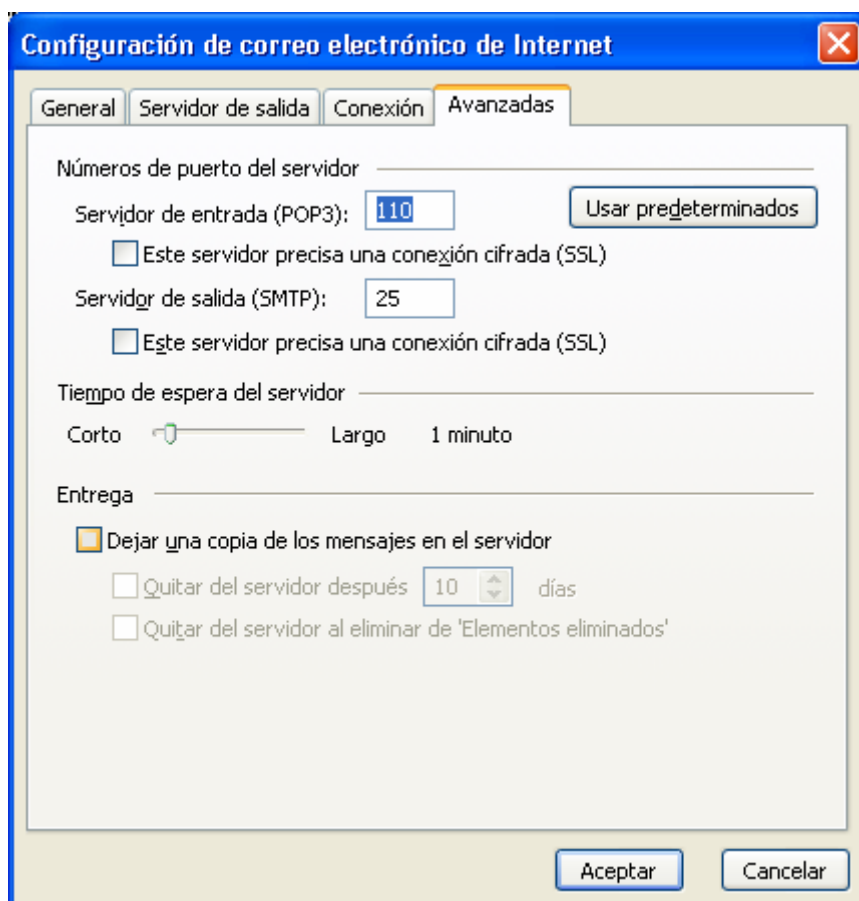 Configuración de correo electrónico de Internet
General Servidor de salida Conexión Avanzadas
Números de puerto del servidor
Servidor de entrada (POP3): 110 Usar predeterminados
Este servidor precisa una conexión cifrada (SSL)
Servidor de salida (SMTP): 25
Este servidor precisa una conexión cifrada (SSL)
Tiempo de espera del servidor
Corto Largo 1 minuto
Entrega
Dejar una copia de los mensajes en el servidor
Quitar del servidor después 10 días
Quitar del servidor al eliminar de 'Elementos eliminados'
Aceptar Cancelar